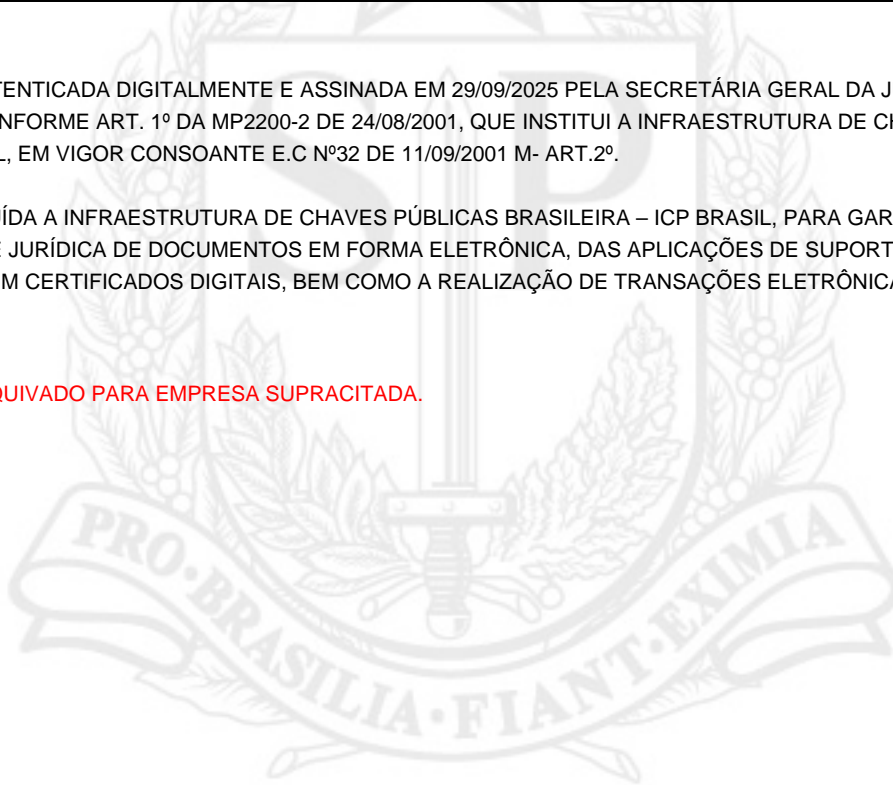 TENTICADA DIGITALMENTE E ASSINADA EM 29/09/2025 PELA SECRETÁRIA GERAL DA J
NFORME ART. 1º DA MP2200-2 DE 24/08/2001, QUE INSTITUI A INFRAESTRUTURA DE CH
L, EM VIGOR CONSOANTE E.C Nº32 DE 11/09/2001 M- ART.2º.
UÍDA A INFRAESTRUTURA DE CHAVES PÚBLICAS BRASILEIRA – ICP BRASIL, PARA GAR
E JURÍDICA DE DOCUMENTOS EM FORMA ELETRÔNICA, DAS APLICAÇÕES DE SUPORT
M CERTIFICADOS DIGITAIS, BEM COMO A REALIZAÇÃO DE TRANSAÇÕES ELETRÔNICA
QUIVADO PARA EMPRESA SUPRACITADA.
SP
PRO·BRASILIA·FIANT·EXIMIA